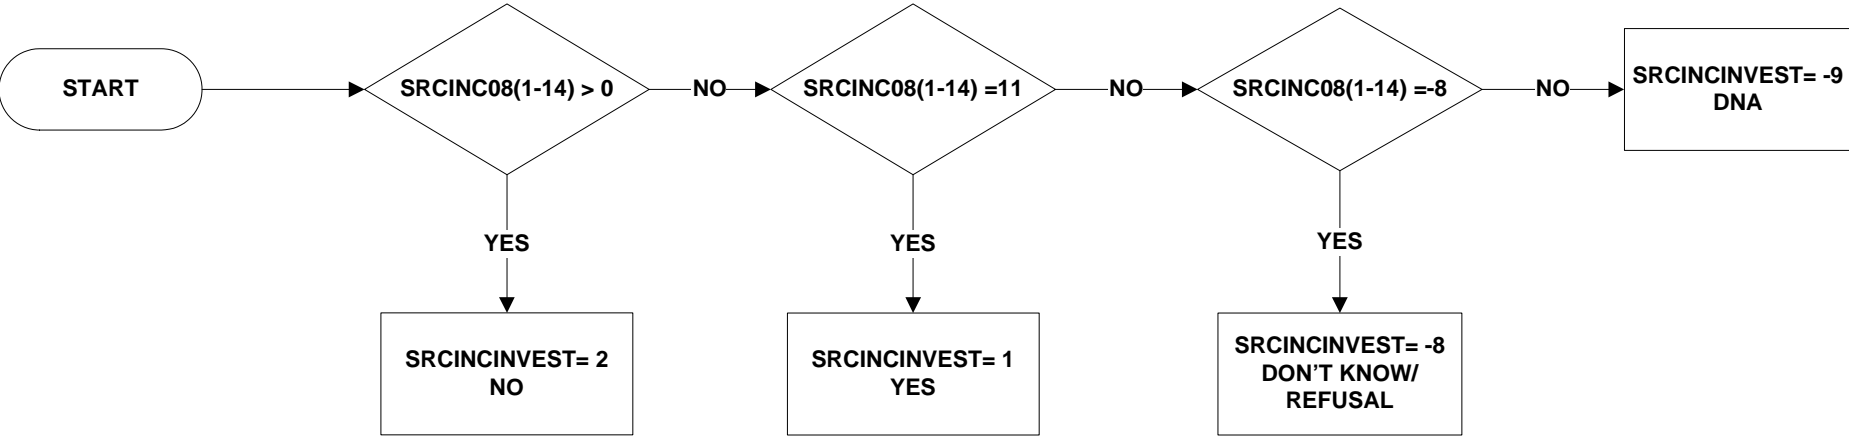 START
SRCINC08(1-14) > 0
NO
SRCINC08(1-14) =11
NO
SRCINC08(1-14) =-8
NO
SRCINCINVEST= -9
DNA
YES
YES
YES
SRCINCINVEST= 2
NO
SRCINCINVEST= 1
YES
SRCINCINVEST= -8
DON'T KNOW/
REFUSAL